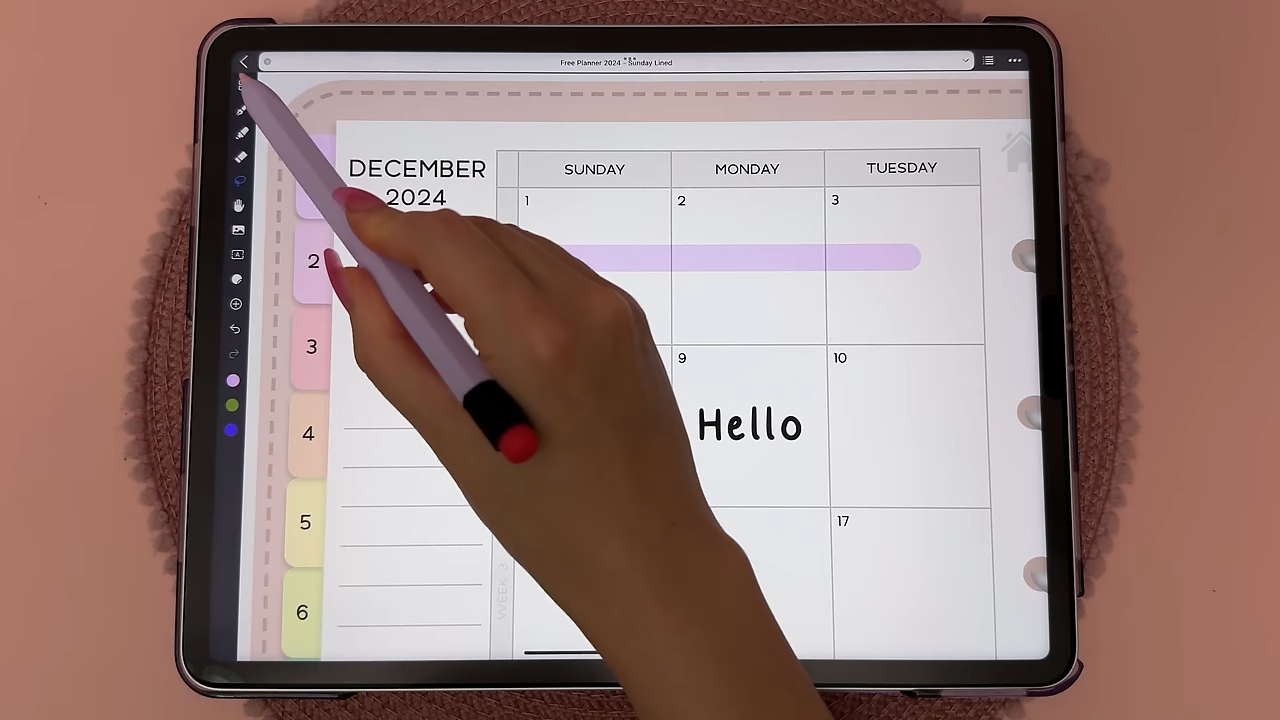 Free Planner 2024 - Sunday Lined
DECEMBER
2024
SUNDAY
MONDAY
TUESDAY
1
2
3
2
3
9
10
4
Hello
5
17
6
WEEK 3